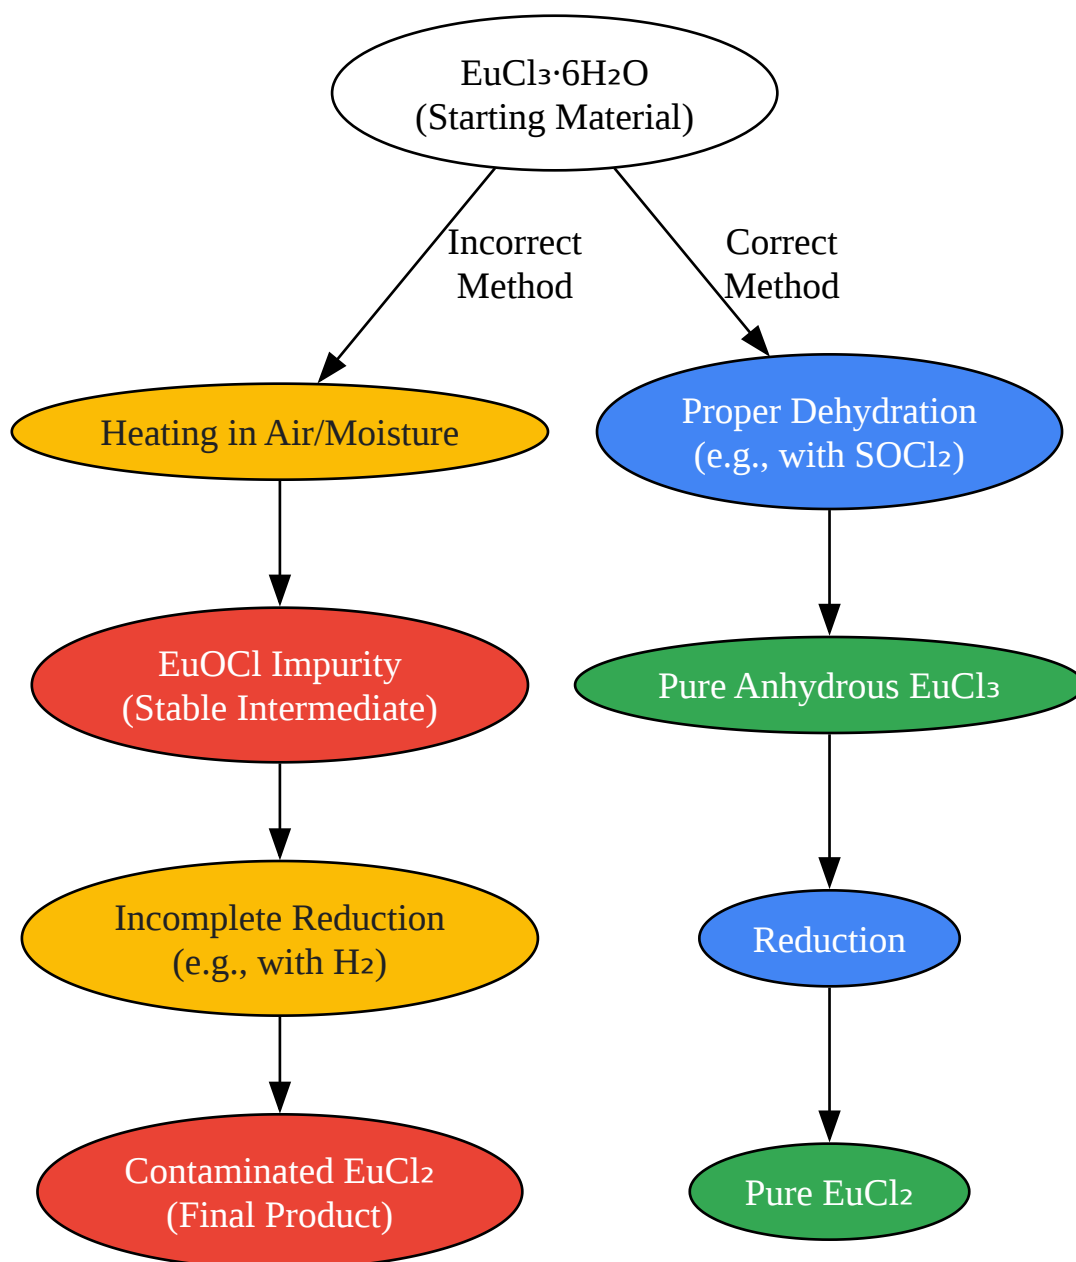 EuCl₃·6H₂O
(Starting Material)
Incorrect
Method
Correct
Method
Heating in Air/Moisture
Proper Dehydration
(e.g., with SOCl₂)
EuOCl Impurity
(Stable Intermediate)
Pure Anhydrous EuCl₃
Incomplete Reduction
(e.g., with H₂)
Reduction
Contaminated EuCl₂
(Final Product)
Pure EuCl₂